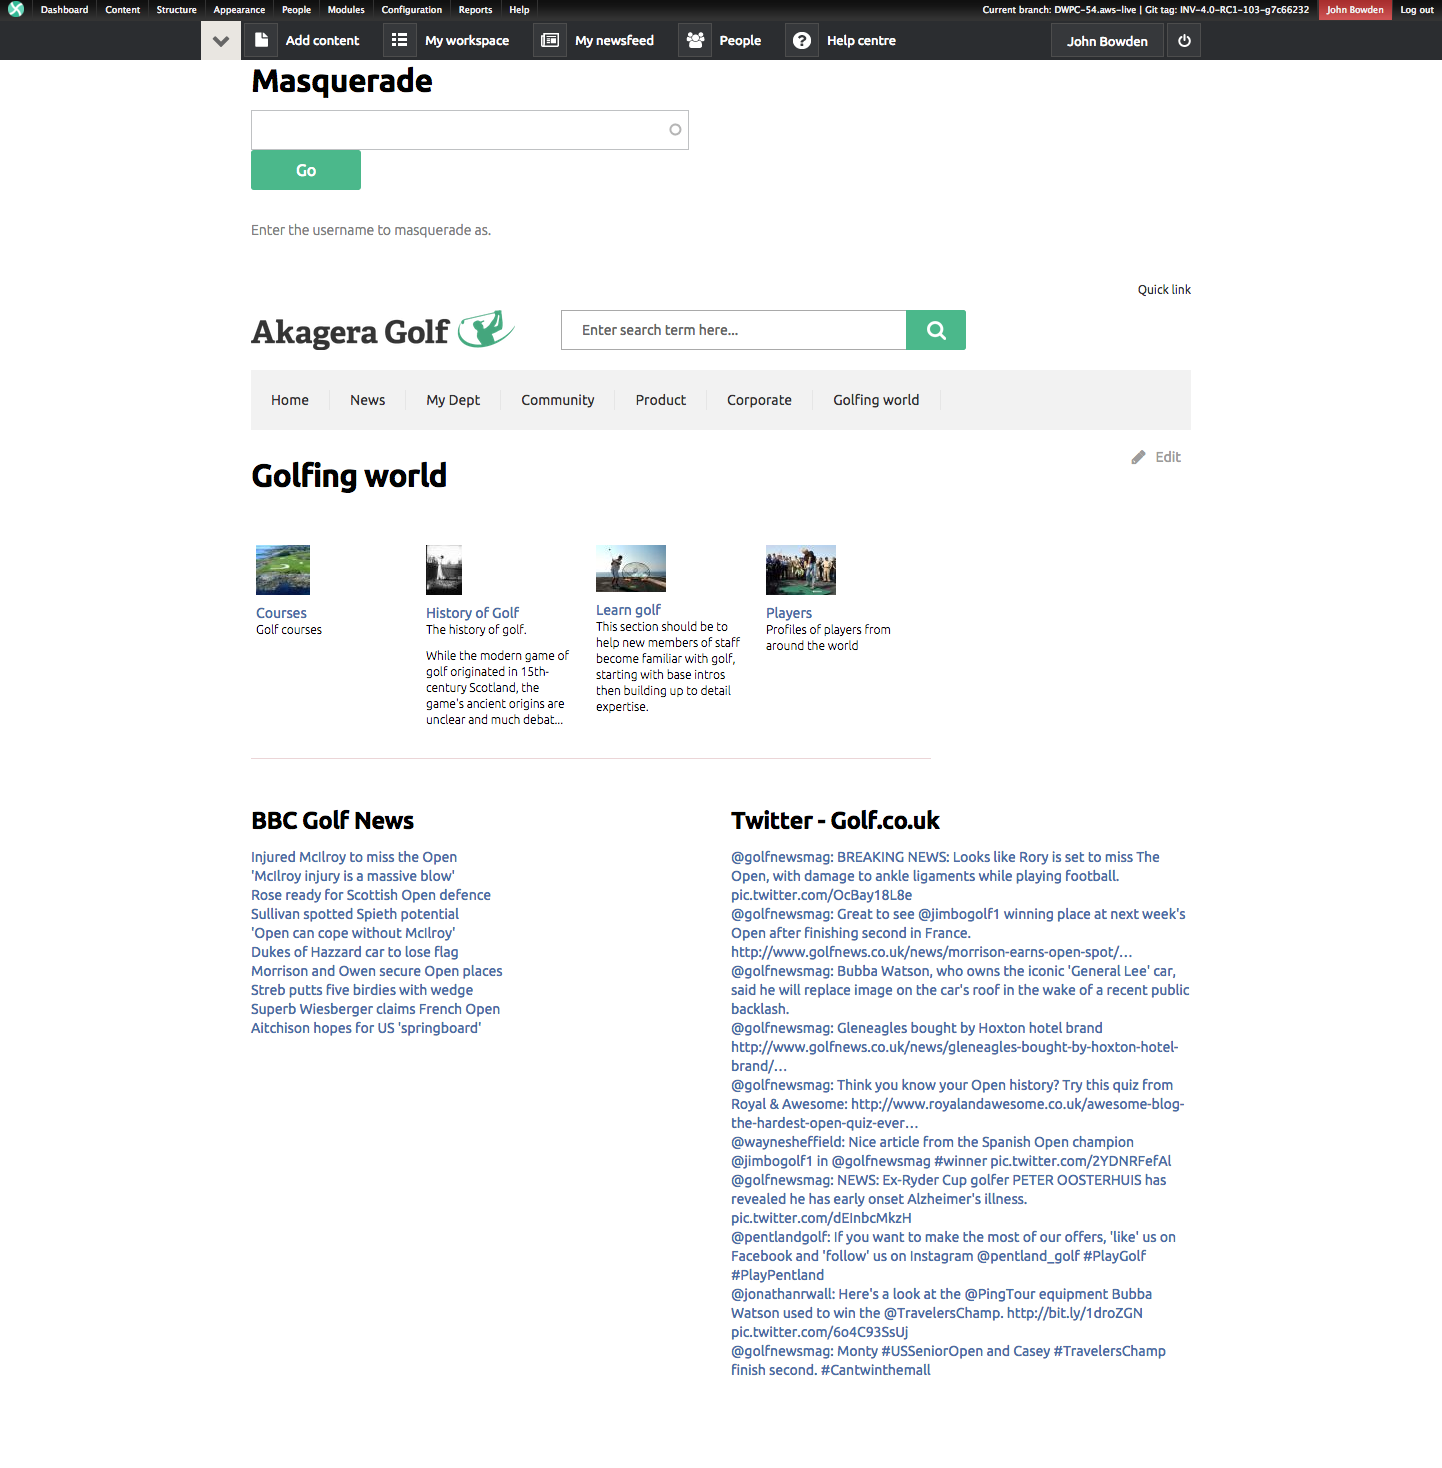 Dashboard Content Structure Appearance People Modules Configuration Reports Help Current branch: DWPC-54.aws-live | Git tag: INV-4.0-RC1-103-g7c66232 John Bowden Log out
Add content My workspace My newsfeed People Help centre John Bowden
Masquerade
Go
Enter the username to masquerade as.
Quick link
Akagera Golf
Enter search term here...
Home News My Dept Community Product Corporate Golfing world
Edit
Golfing world
Courses
Golf courses
History of Golf
The history of golf.
While the modern game of
golf originated in 15th-
century Scotland, the
game's ancient origins are
unclear and much debat...
Learn golf
This section should be to
help new members of staff
become familiar with golf,
starting with base intros
then building up to detail
expertise.
Players
Profiles of players from
around the world
BBC Golf News
Injured McIlroy to miss the Open
'McIlroy injury is a massive blow'
Rose ready for Scottish Open defence
Sullivan spotted Spieth potential
'Open can cope without McIlroy'
Dukes of Hazzard car to lose flag
Morrison and Owen secure Open places
Streb putts five birdies with wedge
Superb Wiesberger claims French Open
Aitchison hopes for US 'springboard'
Twitter - Golf.co.uk
@golfnewsmag: BREAKING NEWS: Looks like Rory is set to miss The
Open, with damage to ankle ligaments while playing football.
pic.twitter.com/OcBay18L8e
@golfnewsmag: Great to see @jimbogolf1 winning place at next week's
Open after finishing second in France.
http://www.golfnews.co.uk/news/morrison-earns-open-spot/…
@golfnewsmag: Bubba Watson, who owns the iconic 'General Lee' car,
said he will replace image on the car's roof in the wake of a recent public
backlash.
@golfnewsmag: Gleneagles bought by Hoxton hotel brand
http://www.golfnews.co.uk/news/gleneagles-bought-by-hoxton-hotel-
brand/…
@golfnewsmag: Think you know your Open history? Try this quiz from
Royal & Awesome: http://www.royalandawesome.co.uk/awesome-blog-
the-hardest-open-quiz-ever…
@waynesheffield: Nice article from the Spanish Open champion
@jimbogolf1 in @golfnewsmag #winner pic.twitter.com/2YDNRFefAl
@golfnewsmag: NEWS: Ex-Ryder Cup golfer PETER OOSTERHUIS has
revealed he has early onset Alzheimer's illness.
pic.twitter.com/dEInbcMkzH
@pentlandgolf: If you want to make the most of our offers, 'like' us on
Facebook and 'follow' us on Instagram @pentland_golf #PlayGolf
#PlayPentland
@jonathanrwall: Here's a look at the @PingTour equipment Bubba
Watson used to win the @TravelersChamp. http://bit.ly/1droZGN
pic.twitter.com/6o4C93SsUj
@golfnewsmag: Monty #USSeniorOpen and Casey #TravelersChamp
finish second. #Cantwinthemall